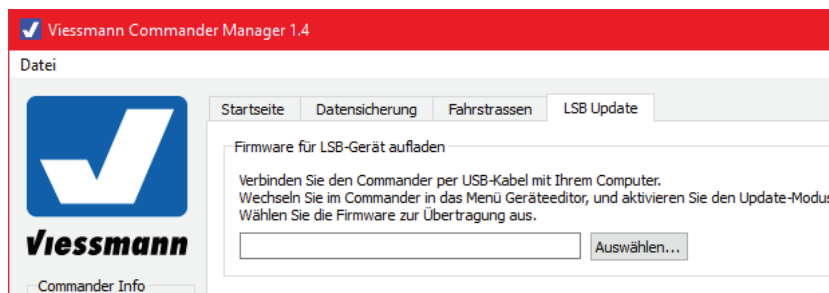 Viessmann Commander Manager 1.4
Datei
Startseite Datensicherung Fahrstrassen LSB Update
Firmware für LSB-Gerät aufladen
Verbinden Sie den Commander per USB-Kabel mit Ihrem Computer.
Wechseln Sie im Commander in das Menü Geräteeditor, und aktivieren Sie den Update-Modus
Wählen Sie die Firmware zur Übertragung aus.
Auswählen...
viessmann
Commander Info